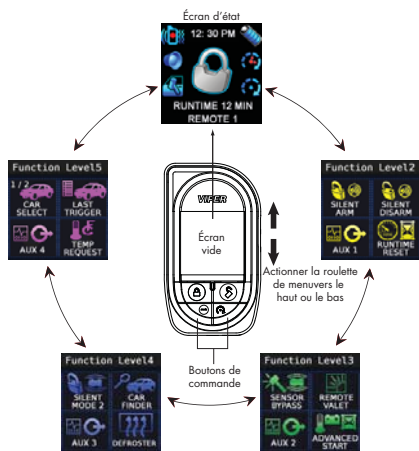 Écran d'état
12: 30 PM
RUNTIME 12 MIN
REMOTE 1
Function Level5
1/2
CAR
SELECT
LAST
TRIGGER
AUX 4
TEMP
REQUEST
VIPER
Écran
vide
Function Level2
SILENT
ARM
SILENT
DISARM
AUX 1
RUNTIME
RESET
Actionner la roulette
de menuvers le
haut ou le bas
Boutons de
commande
Function Level4
SILENT
MODE 2
CAR
FINDER
AUX 3
DEFROSTER
Function Level3
SENSOR
BYPASS
REMOTE
VALET
AUX 2
ADVANCED
START